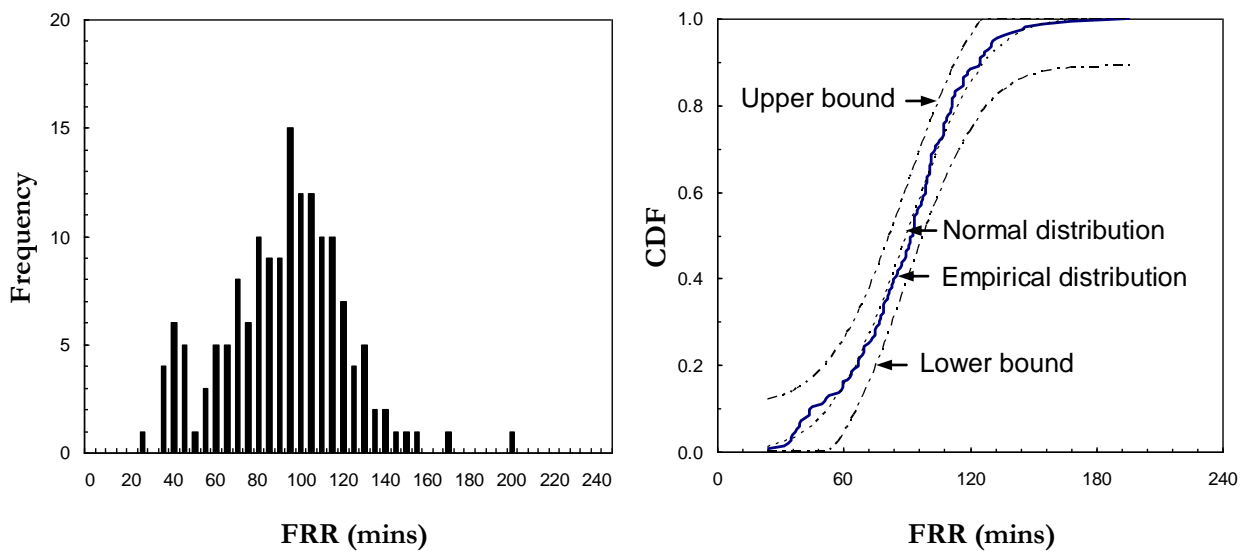 20
15
10
5
0
Frequency
0 20 40 60 80 100 120 140 160 180 200 220 240
FRR (mins)
1.0
0.8
0.6
0.4
0.2
0.0
CDF
Upper bound
Normal distribution
Empirical distribution
Lower bound
0 60 120 180 240
FRR (mins)